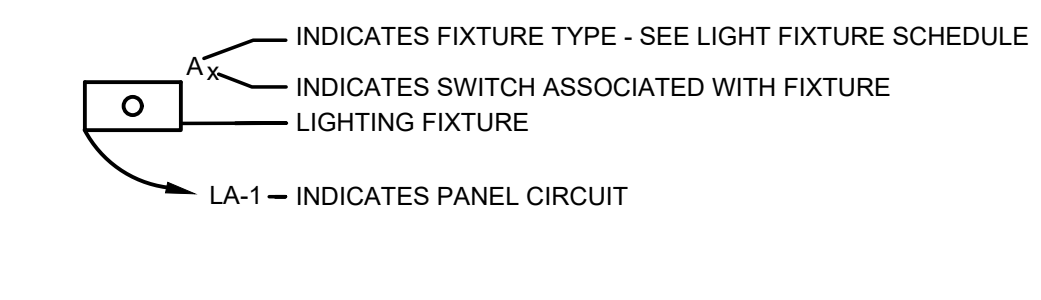 INDICATES FIXTURE TYPE - SEE LIGHT FIXTURE SCHEDULE
A
X
INDICATES SWITCH ASSOCIATED WITH FIXTURE
LIGHTING FIXTURE
LA-1 INDICATES PANEL CIRCUIT